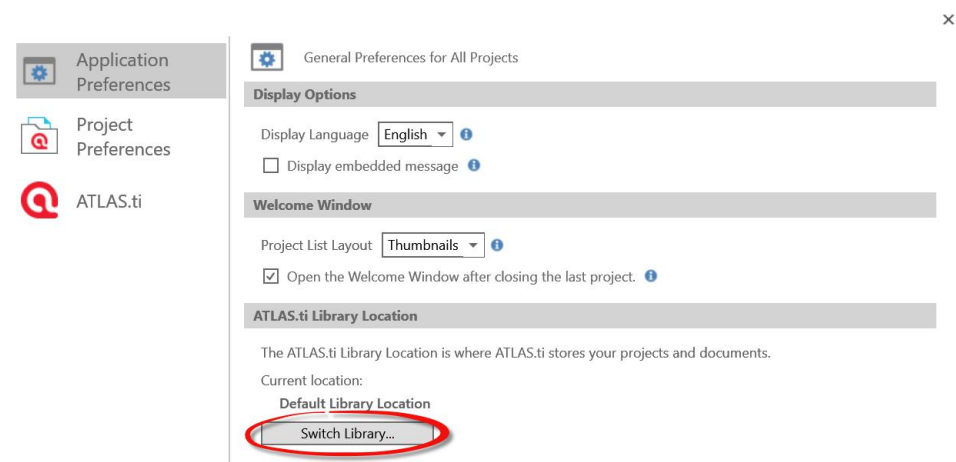 Application
Preferences
Project
Preferences
ATLAS.ti
General Preferences for All Projects
Display Options
Display Language English
Display embedded message
Welcome Window
Project List Layout Thumbnails
Open the Welcome Window after closing the last project.
ATLAS.ti Library Location
The ATLAS.ti Library Location is where ATLAS.ti stores your projects and documents.
Current location:
Default Library Location
Switch Library...